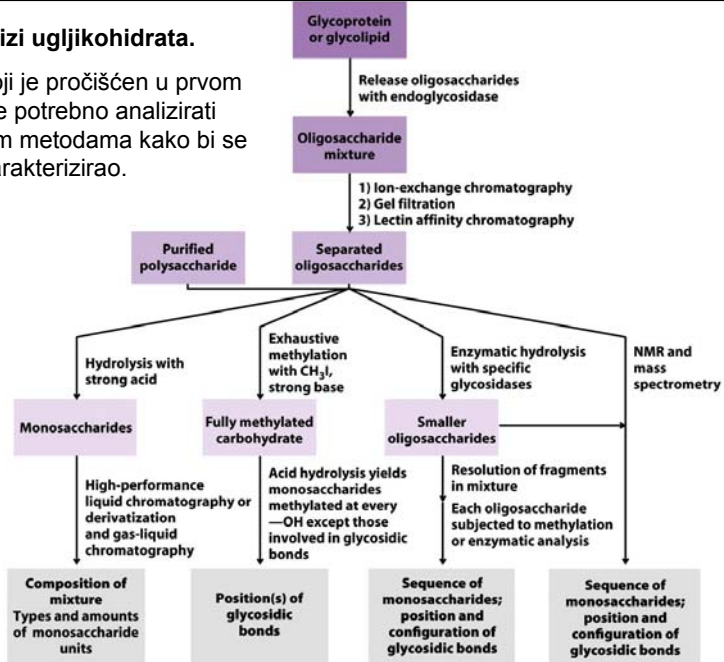 izi ugljikohidrata.
oji je pročišćen u prvom
e potrebno analizirati
m metodama kako bi se
arakterizirao.
Glycoprotein
or glycolipid
Release oligosaccharides
with endoglycosidase
Oligosaccharide
mixture
1) Ion-exchange chromatography
2) Gel filtration
3) Lectin affinity chromatography
Purified
polysaccharide
Separated
oligosaccharides
Hydrolysis with
strong acid
Exhaustive
methylation
with CH₃I,
strong base
Enzymatic hydrolysis
with specific
glycosidases
NMR and
mass
spectrometry
Monosaccharides
Fully methylated
carbohydrate
Smaller
oligosaccharides
High-performance
liquid chromatography or
derivatization
and gas-liquid
chromatography
Acid hydrolysis yields
monosaccharides
methylated at every
—OH except those
involved in glycosidic
bonds
Resolution of fragments
in mixture
Each oligosaccharide
subjected to methylation
or enzymatic analysis
Composition of
mixture
Types and amounts
of monosaccharide
units
Position(s) of
glycosidic
bonds
Sequence of
monosaccharides;
position and
configuration of
glycosidic bonds
Sequence of
monosaccharides;
position and
configuration of
glycosidic bonds